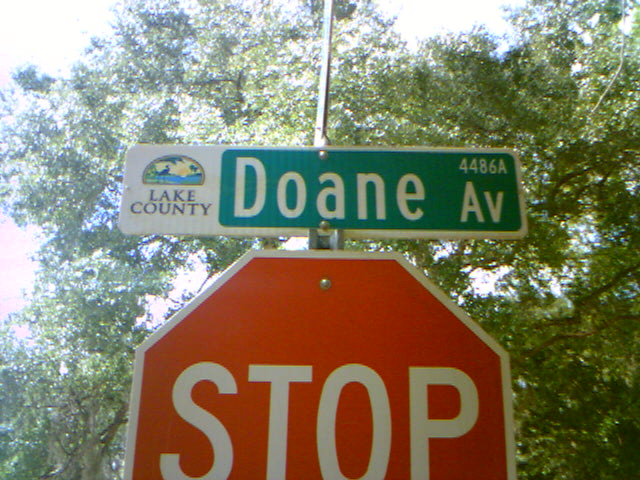 LAKE
COUNTY
Doane
4486A
Av
STOP